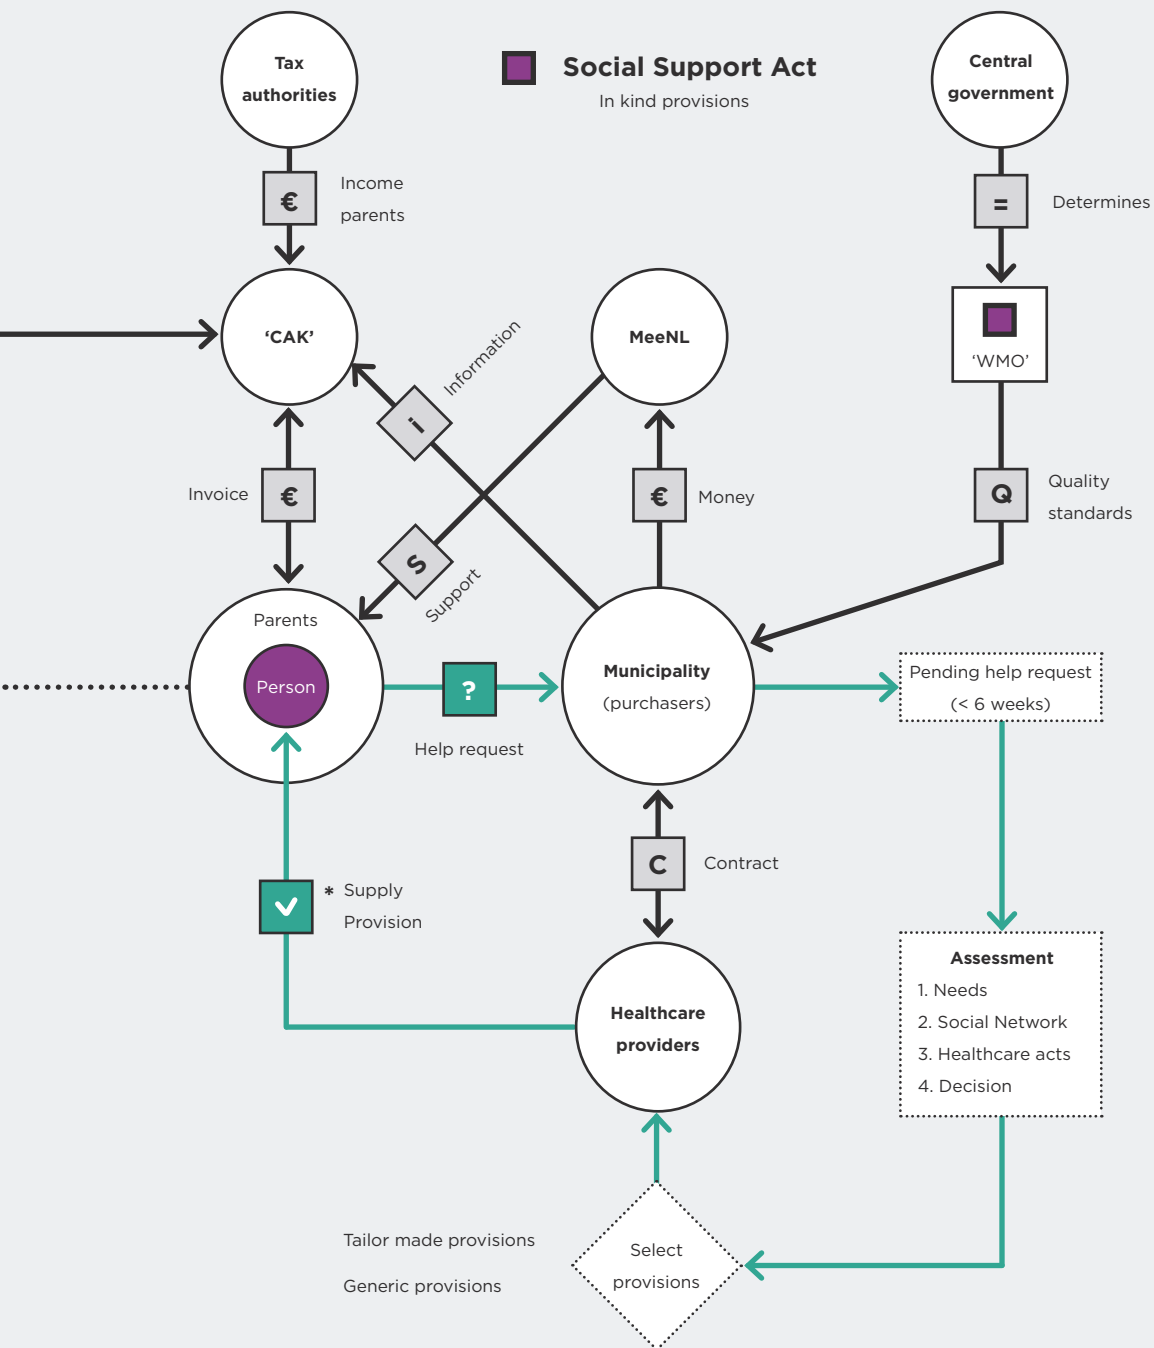 Tax
authorities
Social Support Act
In kind provisions
Central
government
€
Income
parents
=
Determines
'CAK'
Information
i
MeeNL
'WMO'
Invoice
€
€
Money
Q
Quality
standards
S
Support
Parents
Person
?
Help request
Municipality
(purchasers)
Pending help request
(< 6 weeks)
C
Contract
* Supply
Provision
Healthcare
providers
Assessment
1. Needs
2. Social Network
3. Healthcare acts
4. Decision
Tailor made provisions
Generic provisions
Select
provisions